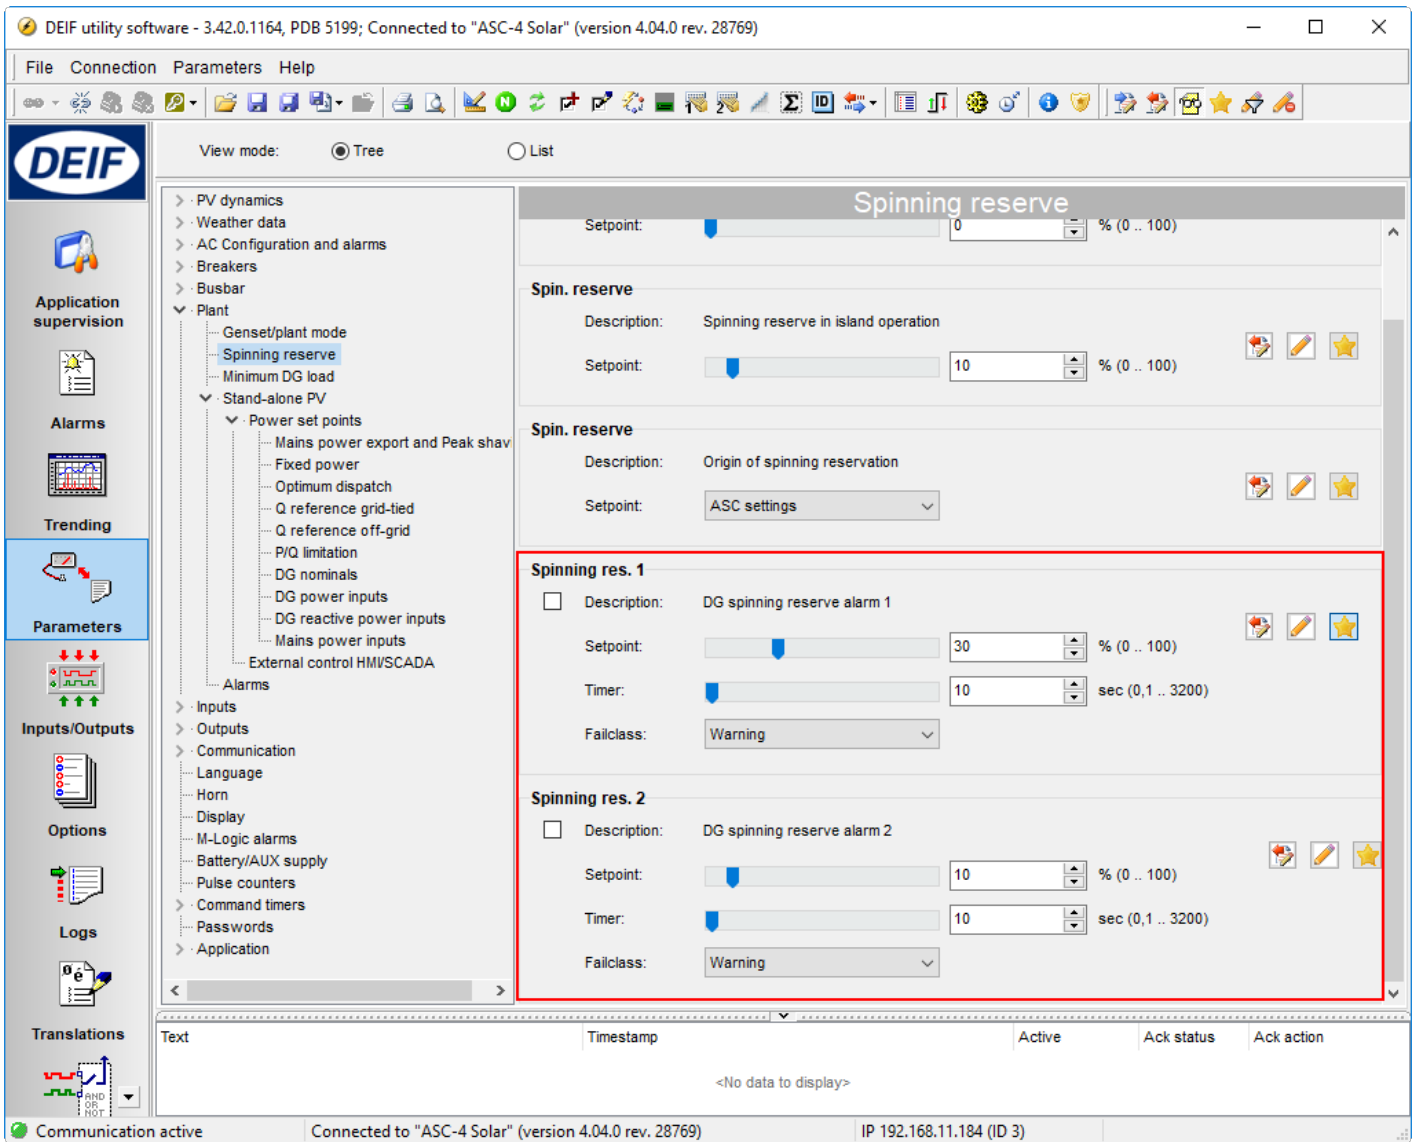 DEIF utility software - 3.42.0.1164, PDB 5199; Connected to "ASC-4 Solar" (version 4.04.0 rev. 28769)
File Connection Parameters Help
N
Σ
ID
DEIF
View mode: Tree List
Application
supervision
Alarms
Trending
Parameters
Inputs/Outputs
Options
Logs
Translations
AND
OR
NOT
PV dynamics
Weather data
AC Configuration and alarms
Breakers
Busbar
Plant
Genset/plant mode
Spinning reserve
Minimum DG load
Stand-alone PV
Power set points
Mains power export and Peak shav
Fixed power
Optimum dispatch
Q reference grid-tied
Q reference off-grid
P/Q limitation
DG nominals
DG power inputs
DG reactive power inputs
Mains power inputs
External control HMI/SCADA
Alarms
Inputs
Outputs
Communication
Language
Horn
Display
M-Logic alarms
Battery/AUX supply
Pulse counters
Command timers
Passwords
Application
Spinning reserve
Setpoint: 0 % (0 .. 100)
Spin. reserve
Description: Spinning reserve in island operation
Setpoint: 10 % (0 .. 100)
Spin. reserve
Description: Origin of spinning reservation
Setpoint: ASC settings
Spinning res. 1
Description: DG spinning reserve alarm 1
Setpoint: 30 % (0 .. 100)
Timer: 10 sec (0,1 .. 3200)
Failclass: Warning
Spinning res. 2
Description: DG spinning reserve alarm 2
Setpoint: 10 % (0 .. 100)
Timer: 10 sec (0,1 .. 3200)
Failclass: Warning
Text Timestamp Active Ack status Ack action
<No data to display>
Communication active Connected to "ASC-4 Solar" (version 4.04.0 rev. 28769) IP 192.168.11.184 (ID 3)